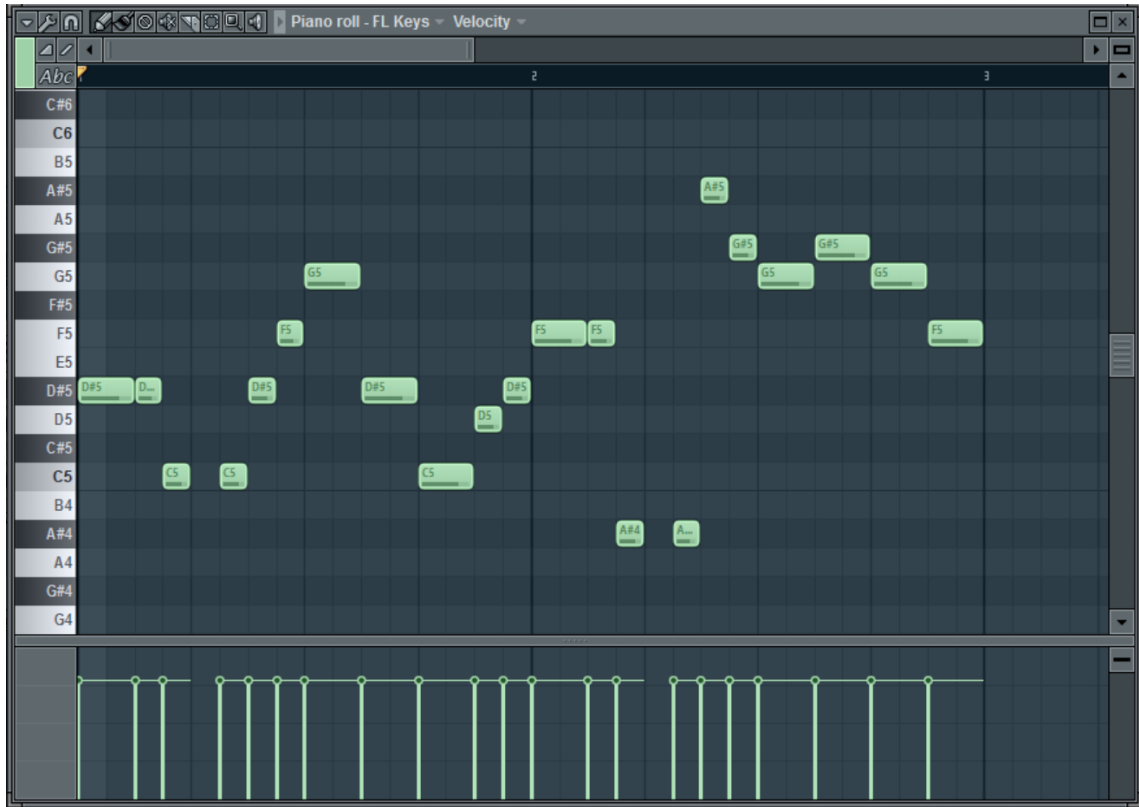 Piano roll - FL Keys Velocity
Abc 2 3
C#6
C6
B5
A#5 A#5
A5
G#5 G#5 G#5
G5 G5 G5 G5
F#5
F5 F5 F5 F5 F5
E5
D#5 D#5 D... D#5 D#5 D#5
D5 D5
C#5
C5 C5 C5 C5
B4
A#4 A#4 A...
A4
G#4
G4